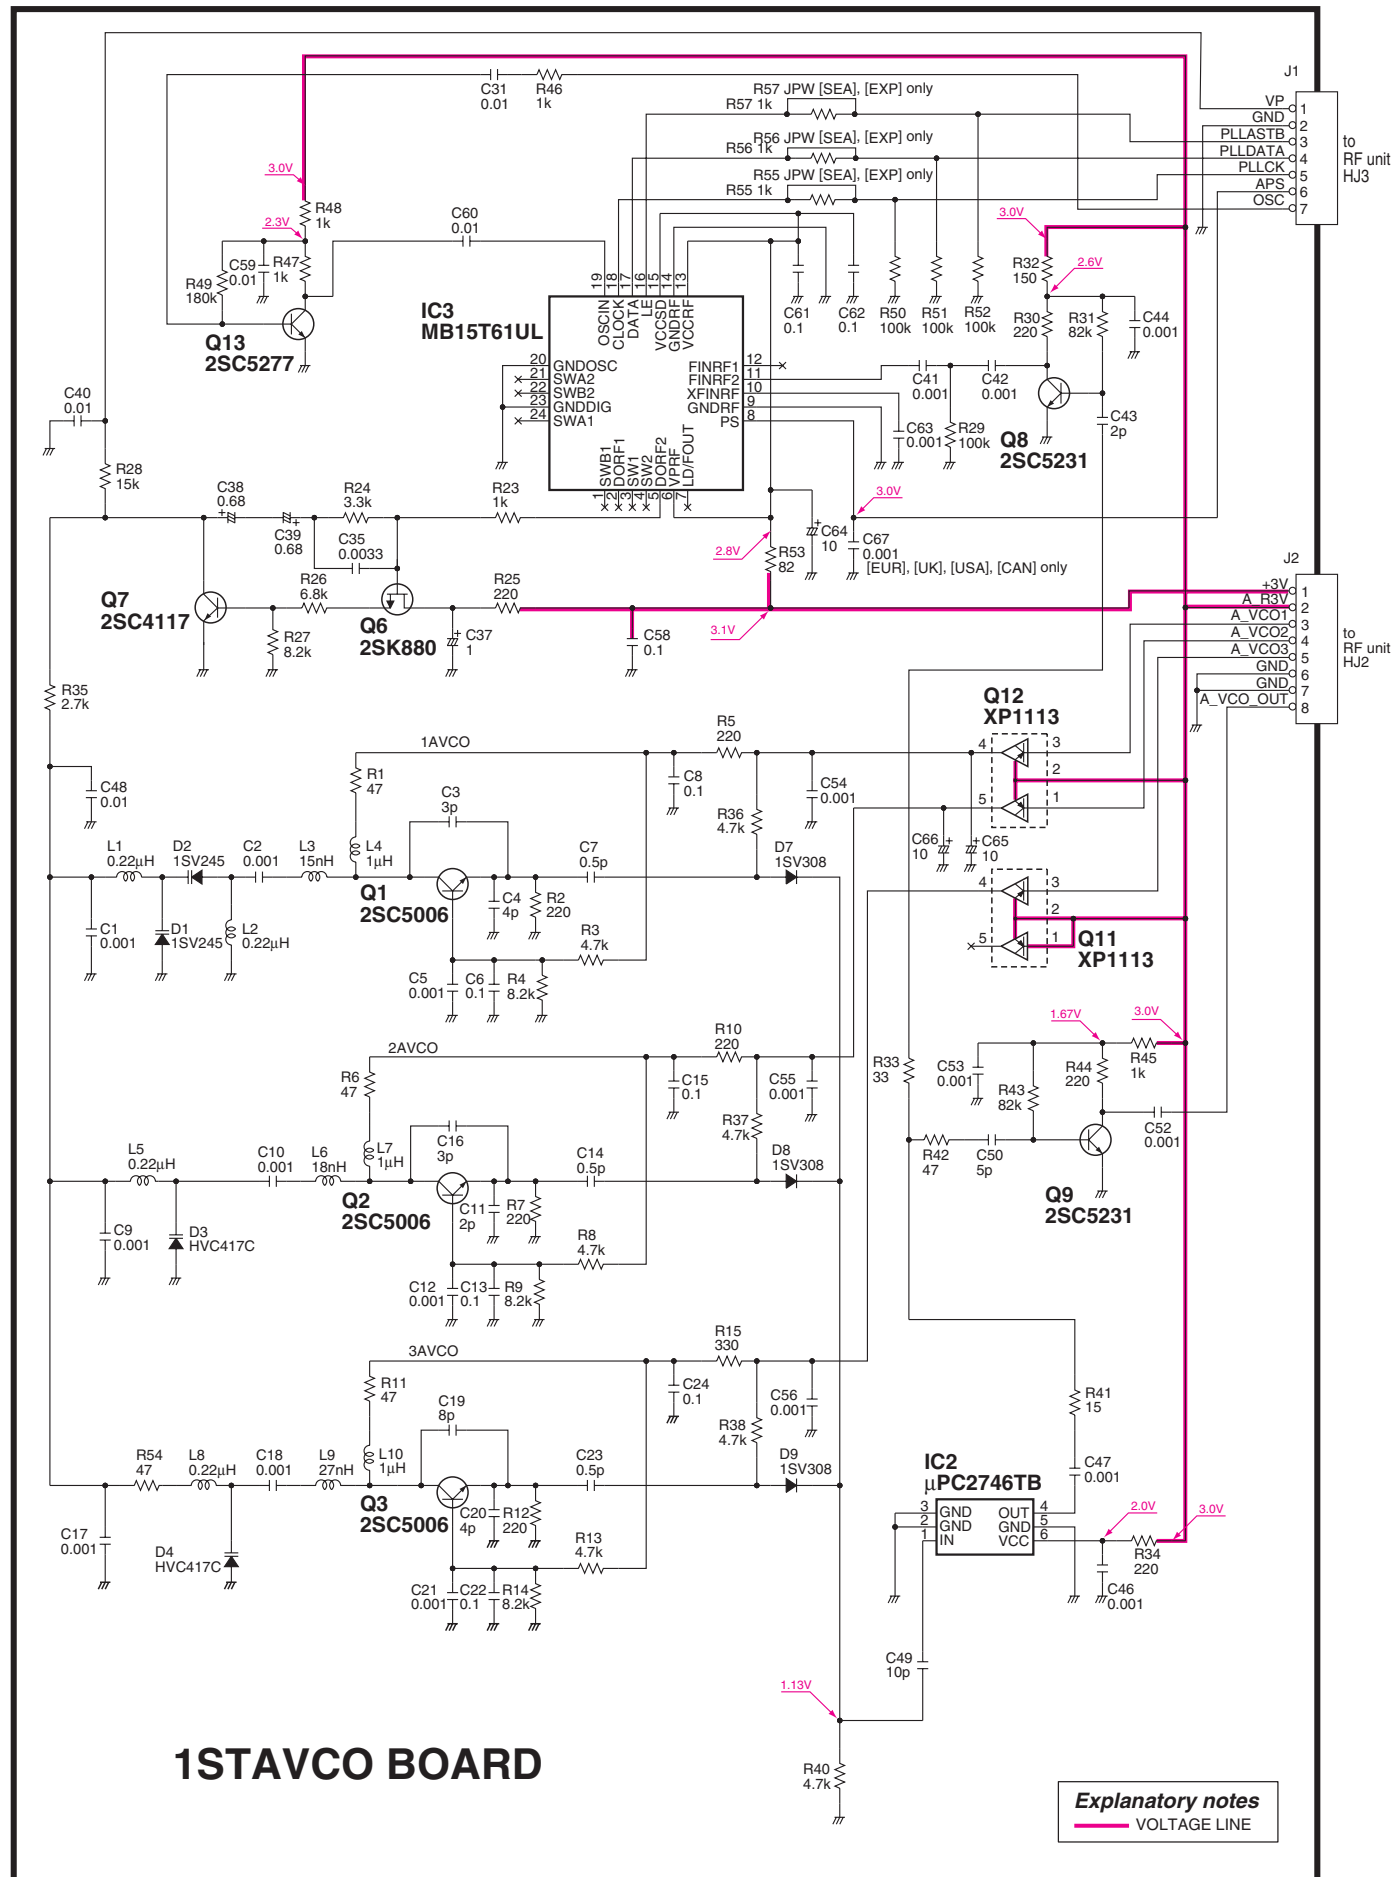 J1
VP
1
GND
2
PLLASTB
3
PLLDATA
4
PLLCK
5
APS
6
OSC
7
to
RF unit
HJ3
C31
0.01
R46
1k
R57 JPW [SEA], [EXP] only
R57 1k
R56 JPW [SEA], [EXP] only
R56 1k
R55 JPW [SEA], [EXP] only
R55 1k
3.0V
R48
1k
2.3V
C59
0.01
R47
1k
R49
180k
Q13
2SC5277
C60
0.01
IC3
MB15T61UL
19 18 17 16 15 14 13
OSCIN
CLOCK
DATA
LE
VCCSD
GNDRF
VCCRF
20 GNDOSC
21 SWA2
22 SWB2
23 GNDDIG
24 SWA1
FINRF1 12
FINRF2 11
XFINRF 10
GNDRF 9
PS 8
SWB1
DORF1
SW1
SW2
DORF2
VPRF
LD/FOUT
1 2 3 4 5 6 7
C61
0.1
C62
0.1
R50
100k
R51
100k
R52
100k
3.0V
R32
150
2.6V
R30
220
R31
82k
C44
0.001
C41
0.001
C42
0.001
C43
2p
C63
0.001
R29
100k
Q8
2SC5231
C40
0.01
R28
15k
C38
0.68
C39
0.68
R24
3.3k
C35
0.0033
R23
1k
3.0V
2.8V
R53
82
C64
10
C67
0.001
[EUR], [UK], [USA], [CAN] only
Q7
2SC4117
R26
6.8k
R27
8.2k
Q6
2SK880
R25
220
C37
1
C58
0.1
3.1V
J2
+3V
1
A_R3V
2
A_VCO1
3
A_VCO2
4
A_VCO3
5
GND
6
GND
7
A_VCO_OUT
8
to
RF unit
HJ2
R35
2.7k
C48
0.01
1AVCO
R1
47
L4
1µH
C3
3p
R5
220
C8
0.1
R36
4.7k
C54
0.001
Q12
XP1113
4
3
2
5
1
C66
10
C65
10
L1
0.22µH
D2
1SV245
C2
0.001
L3
15nH
Q1
2SC5006
C4
4p
R2
220
C7
0.5p
D7
1SV308
C1
0.001
D1
1SV245
L2
0.22µH
R3
4.7k
C5
0.001
C6
0.1
R4
8.2k
4
3
2
5
1
Q11
XP1113
2AVCO
R6
47
L7
1µH
C16
3p
R10
220
C15
0.1
R37
4.7k
C55
0.001
L5
0.22µH
C10
0.001
L6
18nH
Q2
2SC5006
C11
2p
R7
220
C14
0.5p
D8
1SV308
C9
0.001
D3
HVC417C
R8
4.7k
C12
0.001
C13
0.1
R9
8.2k
R33
33
C53
0.001
R43
82k
1.67V
R44
220
3.0V
R45
1k
R42
47
C50
5p
C52
0.001
Q9
2SC5231
3AVCO
R11
47
L10
1µH
C19
8p
R15
330
C24
0.1
R38
4.7k
C56
0.001
R54
47
L8
0.22µH
C18
0.001
L9
27nH
Q3
2SC5006
C20
4p
R12
220
C23
0.5p
D9
1SV308
C17
0.001
D4
HVC417C
R13
4.7k
C21
0.001
C22
0.1
R14
8.2k
R41
15
C47
0.001
IC2
µPC2746TB
3 GND
2 GND
1 IN
OUT 4
GND 5
VCC 6
2.0V
3.0V
R34
220
C46
0.001
C49
10p
1.13V
R40
4.7k
1STAVCO BOARD
Explanatory notes
VOLTAGE LINE